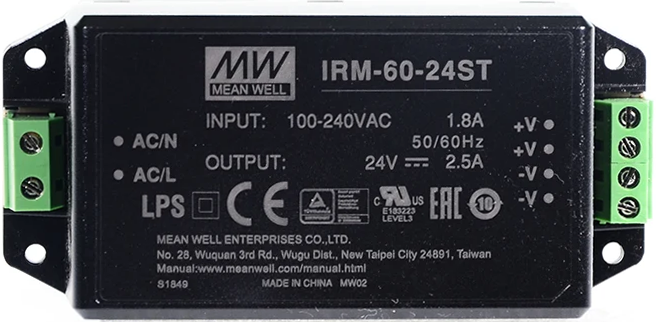 MW
MEAN WELL
IRM-60-24ST
INPUT: 100-240VAC 1.8A
50/60Hz
OUTPUT: 24V ⎓ 2.5A
AC/N
AC/L
+V
+V
-V
-V
LPS CE c UL us EAC 10
E183223
LEVEL3
MEAN WELL ENTERPRISES CO.,LTD.
No. 28, Wuquan 3rd Rd., Wugu Dist., New Taipei City 24891, Taiwan
Manual:www.meanwell.com/manual.html
S1849 MADE IN CHINA MW02